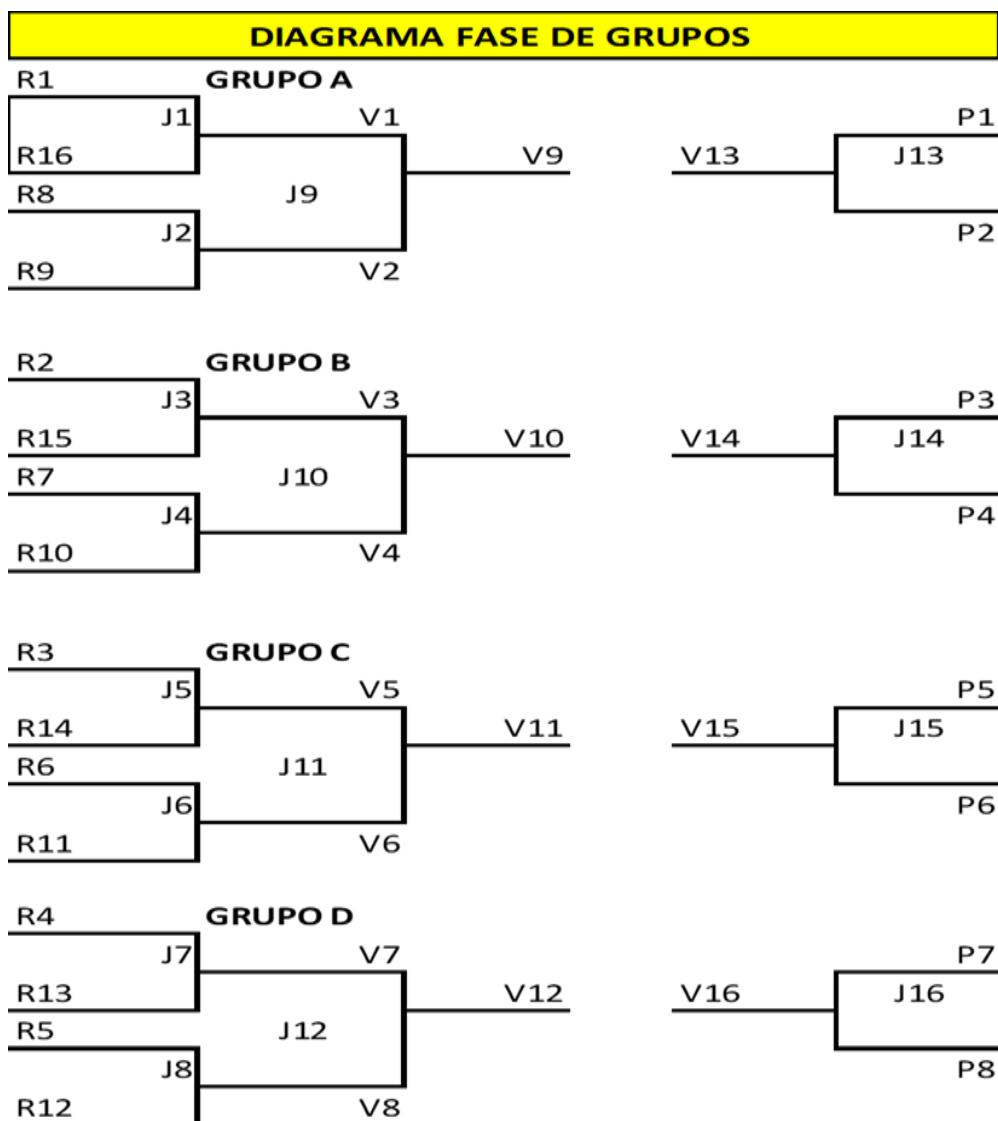 DIAGRAMA FASE DE GRUPOS
R1 GRUPO A
J1 V1 P1
R16 V9 V13 J13
R8 J9
J2 P2
R9 V2
R2 GRUPO B
J3 V3 P3
R15 V10 V14 J14
R7 J10
J4 P4
R10 V4
R3 GRUPO C
J5 V5 P5
R14 V11 V15 J15
R6 J11
J6 P6
R11 V6
R4 GRUPO D
J7 V7 P7
R13 V12 V16 J16
R5 J12
J8 P8
R12 V8